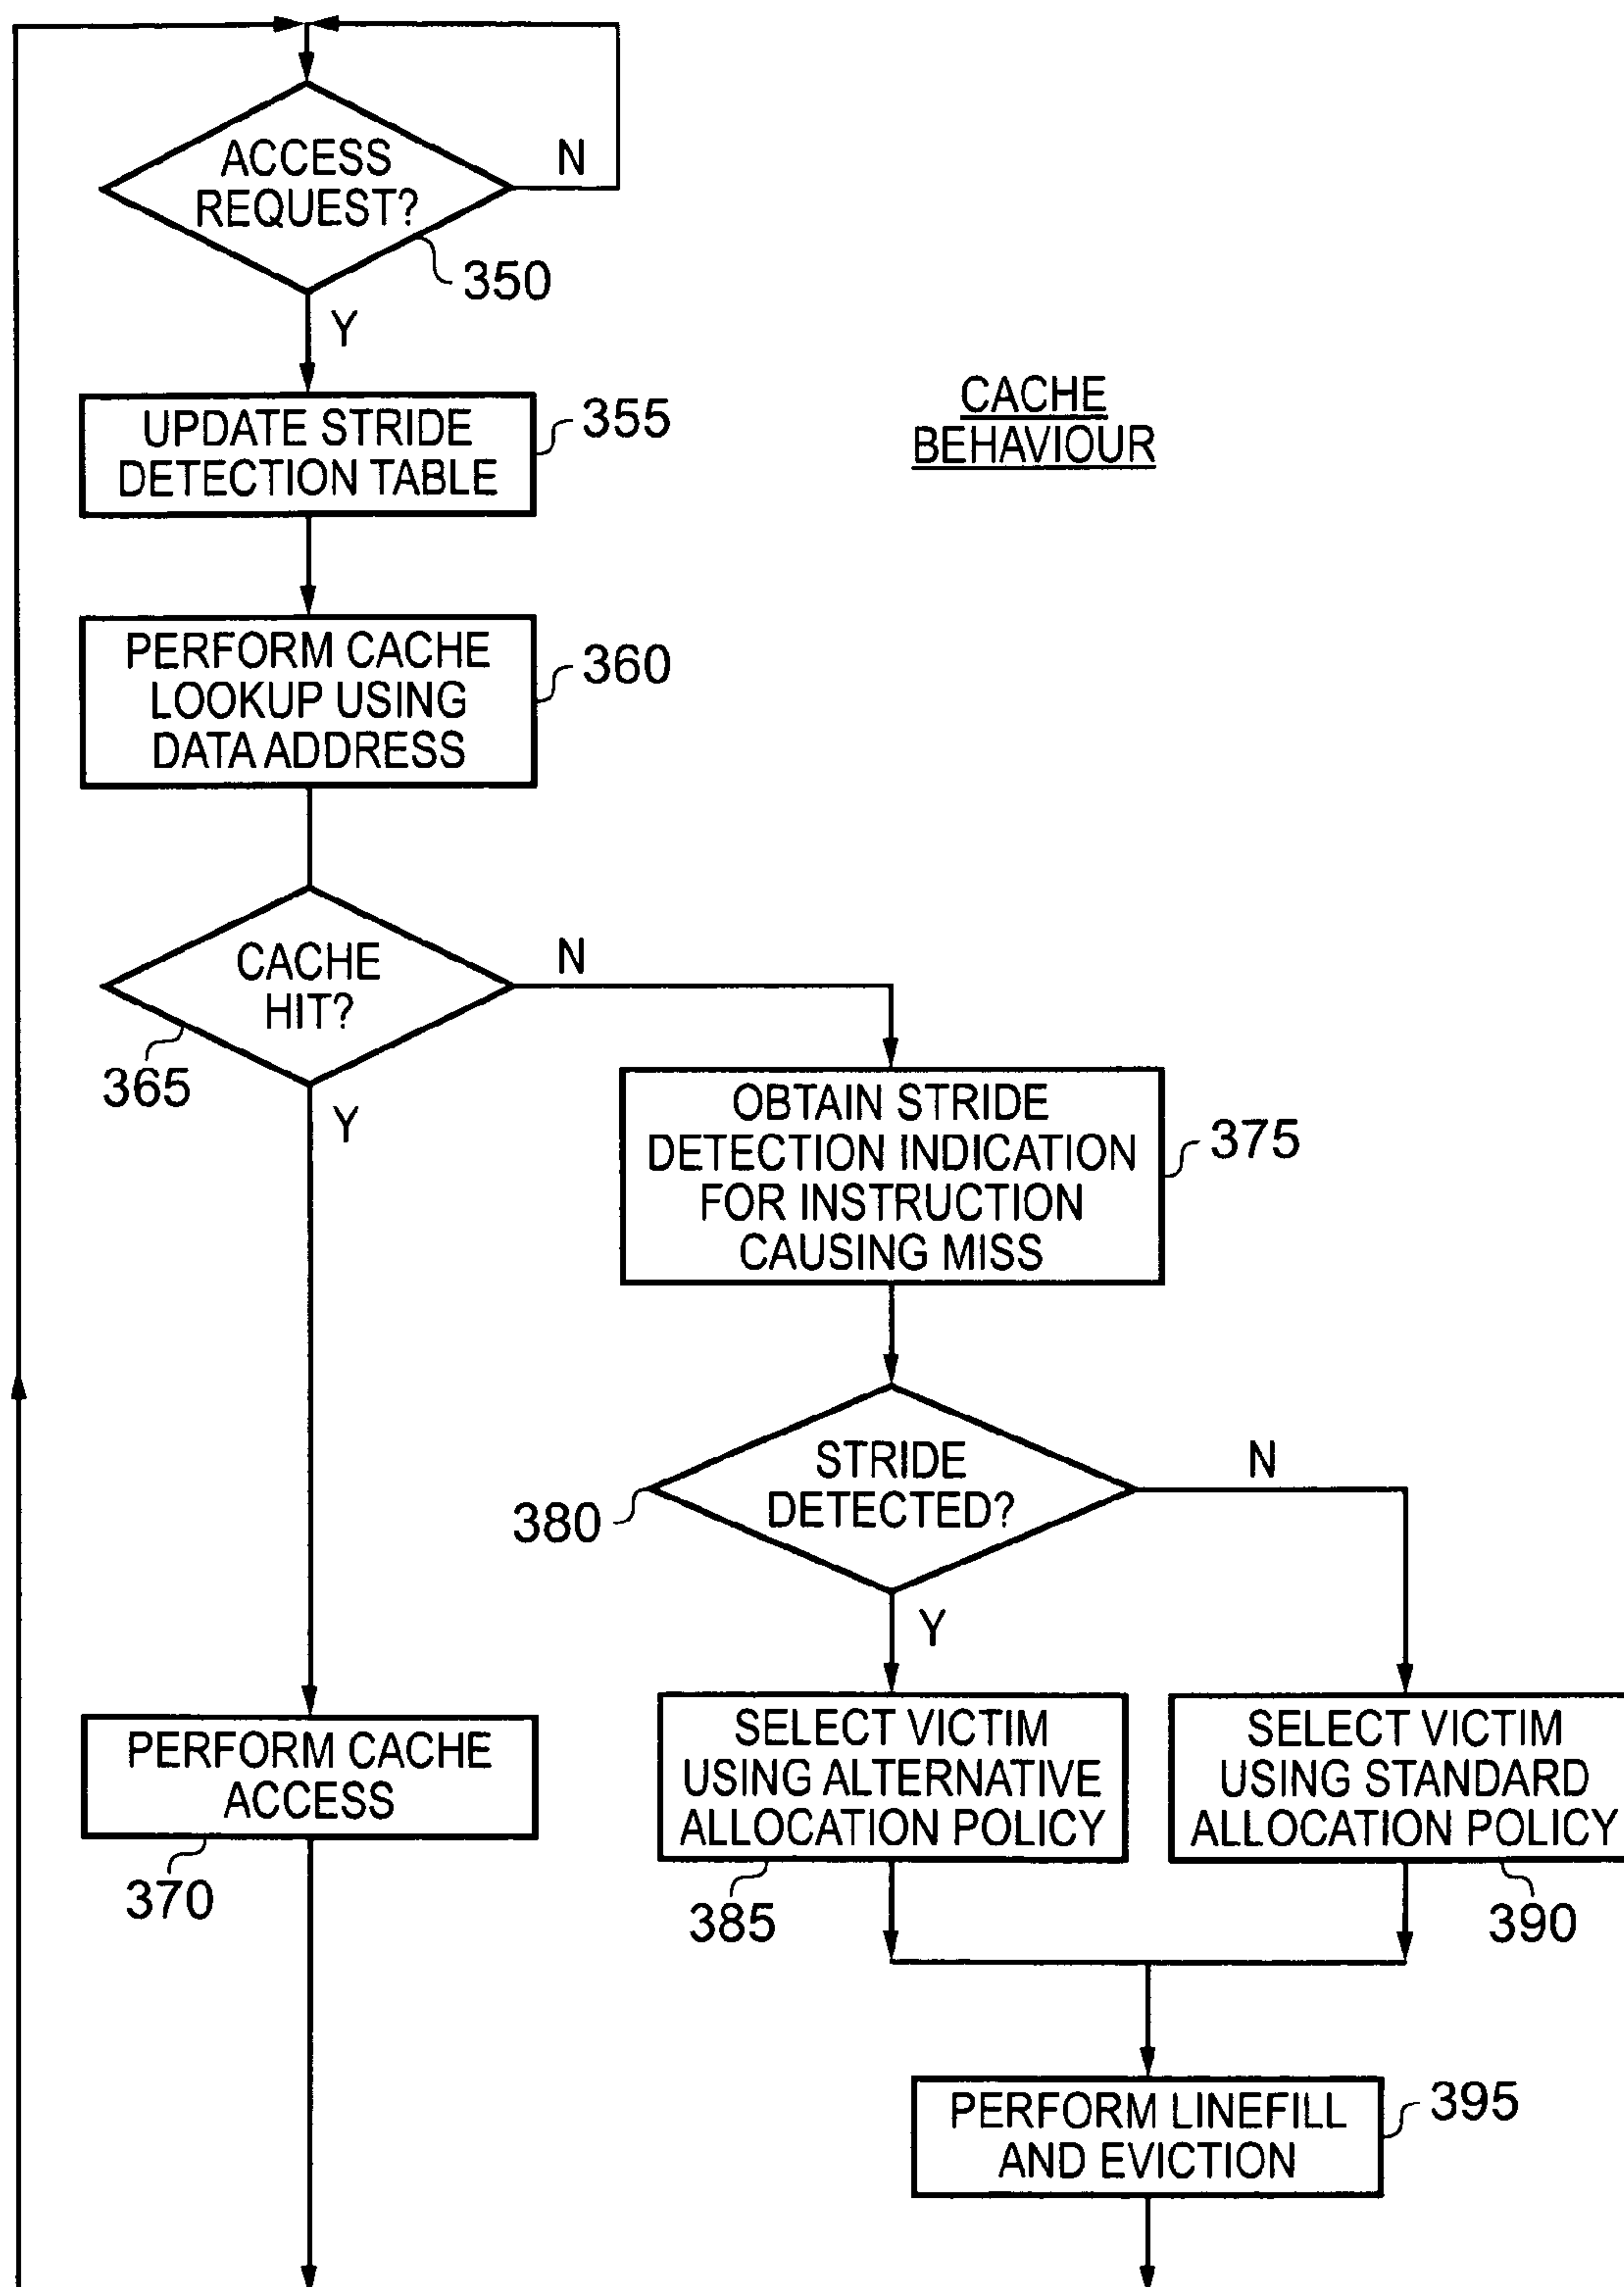 ACCESS
REQUEST?
N
350
Y
UPDATE STRIDE
DETECTION TABLE
355
CACHE
BEHAVIOUR
PERFORM CACHE
LOOKUP USING
DATA ADDRESS
360
CACHE
HIT?
N
365
Y
OBTAIN STRIDE
DETECTION INDICATION
FOR INSTRUCTION
CAUSING MISS
375
STRIDE
DETECTED?
N
380
Y
PERFORM CACHE
ACCESS
370
SELECT VICTIM
USING ALTERNATIVE
ALLOCATION POLICY
385
SELECT VICTIM
USING STANDARD
ALLOCATION POLICY
390
PERFORM LINEFILL
AND EVICTION
395